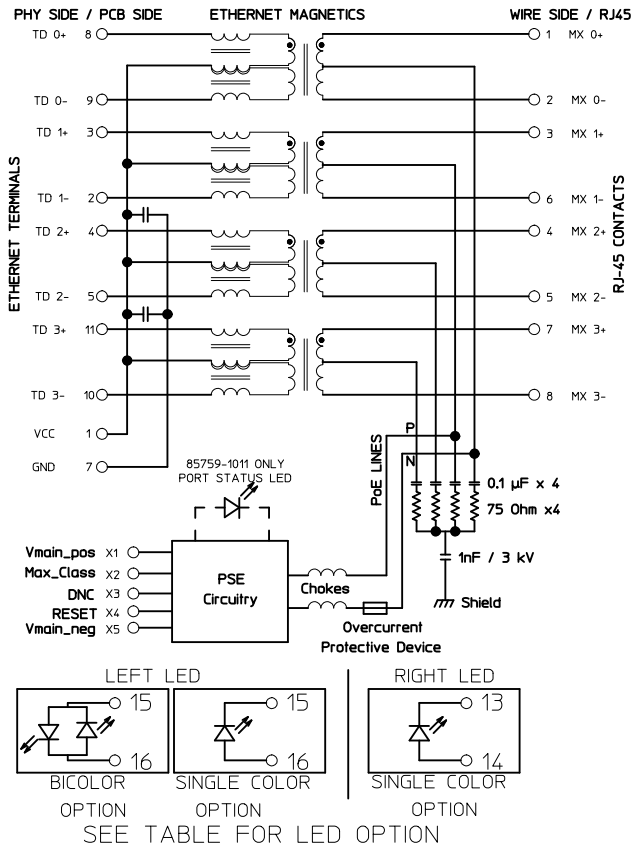 PHY SIDE / PCB SIDE
ETHERNET MAGNETICS
WIRE SIDE / RJ45
TD 0+ 8
1 MX 0+
TD 0- 9
2 MX 0-
TD 1+ 3
3 MX 1+
TD 1- 2
6 MX 1-
TD 2+ 4
4 MX 2+
TD 2- 5
5 MX 2-
TD 3+ 11
7 MX 3+
TD 3- 10
8 MX 3-
VCC 1
GND 7
ETHERNET TERMINALS
RJ-45 CONTACTS
P
N
PoE LINES
85759-1011 ONLY
PORT STATUS LED
0.1 µF x 4
75 Ohm x4
1nF / 3 kV
Shield
Vmain_pos X1
Max_Class X2
DNC X3
RESET X4
Vmain_neg X5
PSE
Circuitry
Chokes
Overcurrent
Protective Device
LEFT LED
RIGHT LED
15
16
BICOLOR
OPTION
15
16
SINGLE COLOR
OPTION
13
14
SINGLE COLOR
OPTION
SEE TABLE FOR LED OPTION